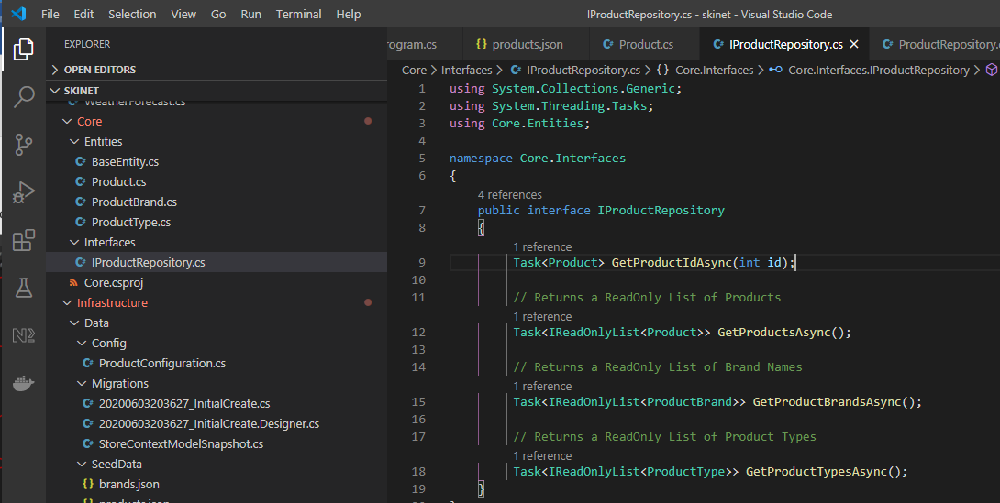 File Edit Selection View Go Run Terminal Help
IProductRepository.cs - skinet - Visual Studio Code
EXPLORER
OPEN EDITORS
SKINET
WeatherForecast.cs
Core
Entities
BaseEntity.cs
Product.cs
ProductBrand.cs
ProductType.cs
Interfaces
IProductRepository.cs
Core.csproj
Infrastructure
Data
Config
ProductConfiguration.cs
Migrations
20200603203627_InitialCreate.cs
20200603203627_InitialCreate.Designer.cs
StoreContextModelSnapshot.cs
SeedData
{} brands.json
{} products.json
rogram.cs {} products.json Product.cs IProductRepository.cs ProductRepository.
Core > Interfaces > IProductRepository.cs > {} Core.Interfaces > Core.Interfaces.IProductRepository >
1 using System.Collections.Generic;
2 using System.Threading.Tasks;
3 using Core.Entities;
4
5 namespace Core.Interfaces
6 {
4 references
7 public interface IProductRepository
8 {
1 reference
9 Task<Product> GetProductIdAsync(int id);
10
11 // Returns a ReadOnly List of Products
1 reference
12 Task<IReadOnlyList<Product>> GetProductsAsync();
13
14 // Returns a ReadOnly List of Brand Names
1 reference
15 Task<IReadOnlyList<ProductBrand>> GetProductBrandsAsync();
16
17 // Returns a ReadOnly List of Product Types
1 reference
18 Task<IReadOnlyList<ProductType>> GetProductTypesAsync();
19 }